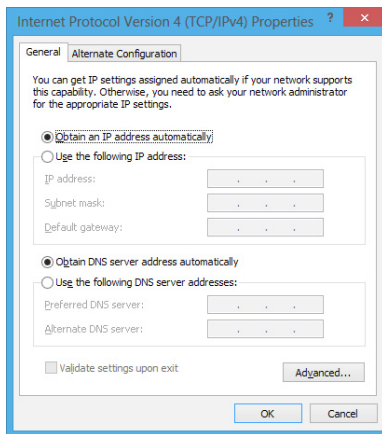 Internet Protocol Version 4 (TCP/IPv4) Properties ? ×
General Alternate Configuration
You can get IP settings assigned automatically if your network supports
this capability. Otherwise, you need to ask your network administrator
for the appropriate IP settings.
Obtain an IP address automatically
Use the following IP address:
IP address:
Subnet mask:
Default gateway:
Obtain DNS server address automatically
Use the following DNS server addresses:
Preferred DNS server:
Alternate DNS server:
Validate settings upon exit
Advanced...
OK Cancel